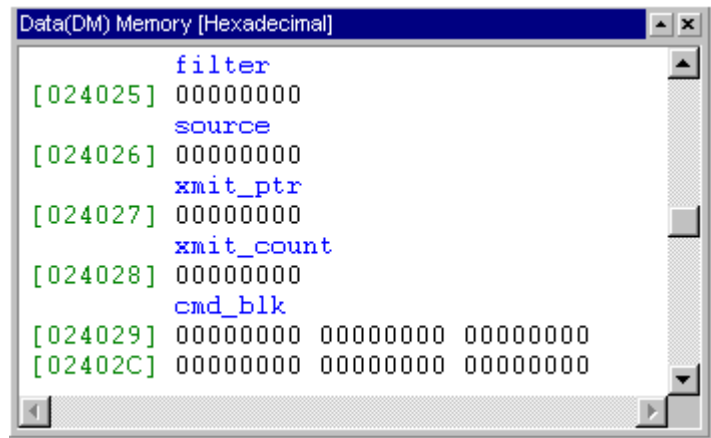 Data(DM) Memory [Hexadecimal]
filter
[024025] 00000000
source
[024026] 00000000
xmit_ptr
[024027] 00000000
xmit_count
[024028] 00000000
cmd_blk
[024029] 00000000 00000000 00000000
[02402C] 00000000 00000000 00000000